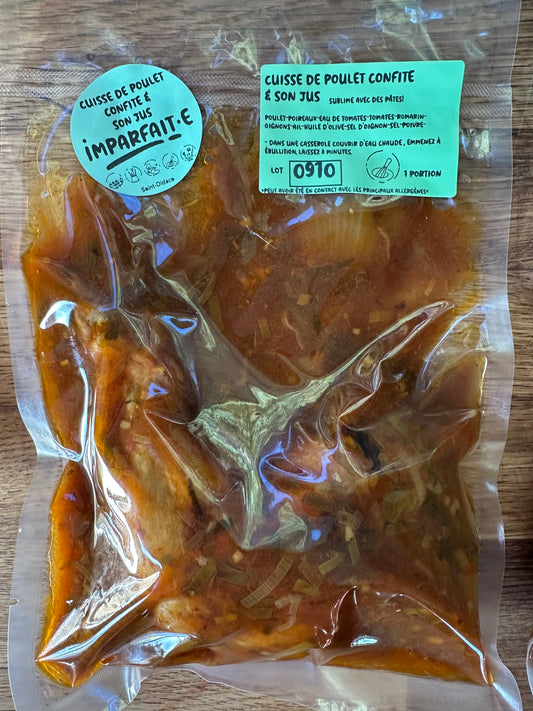 CUISSE DE POULET
CONFITE &
SON JUS
IMPARFAIT·E
Saint-Didace
CUISSE DE POULET CONFITE
& SON JUS SUBLIME AVEC DES PÂTES!
POULET-POIREAUX-EAU DE TOMATES-TOMATES-ROMARIN-
OIGNONS-AIL-HUILE D'OLIVE-SEL D'OIGNON-SEL-POIVRE-
- DANS UNE CASSEROLE COUVRIR D'EAU CHAUDE, EMMENEZ À
ÉBULLITION, LAISSEZ 8 MINUTES.
LOT 0910 1 PORTION
*PEUT AVOIR ÉTÉ EN CONTACT AVEC LES PRINCIPAUX ALLERGÈNES*